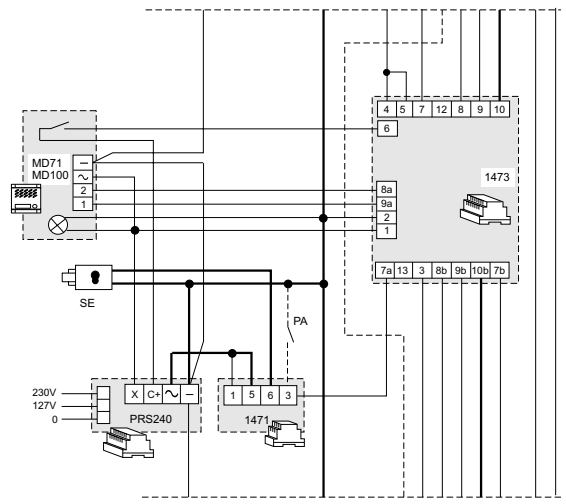 4 5 7 12 8 9 10
6
MD71
MD100
–
~
2
1
1473
8a
9a
2
1
7a 13 3 8b 9b 10b 7b
SE
PA
230V
127V
0
X C+ ~ –
PRS240
1 5 6 3
1471